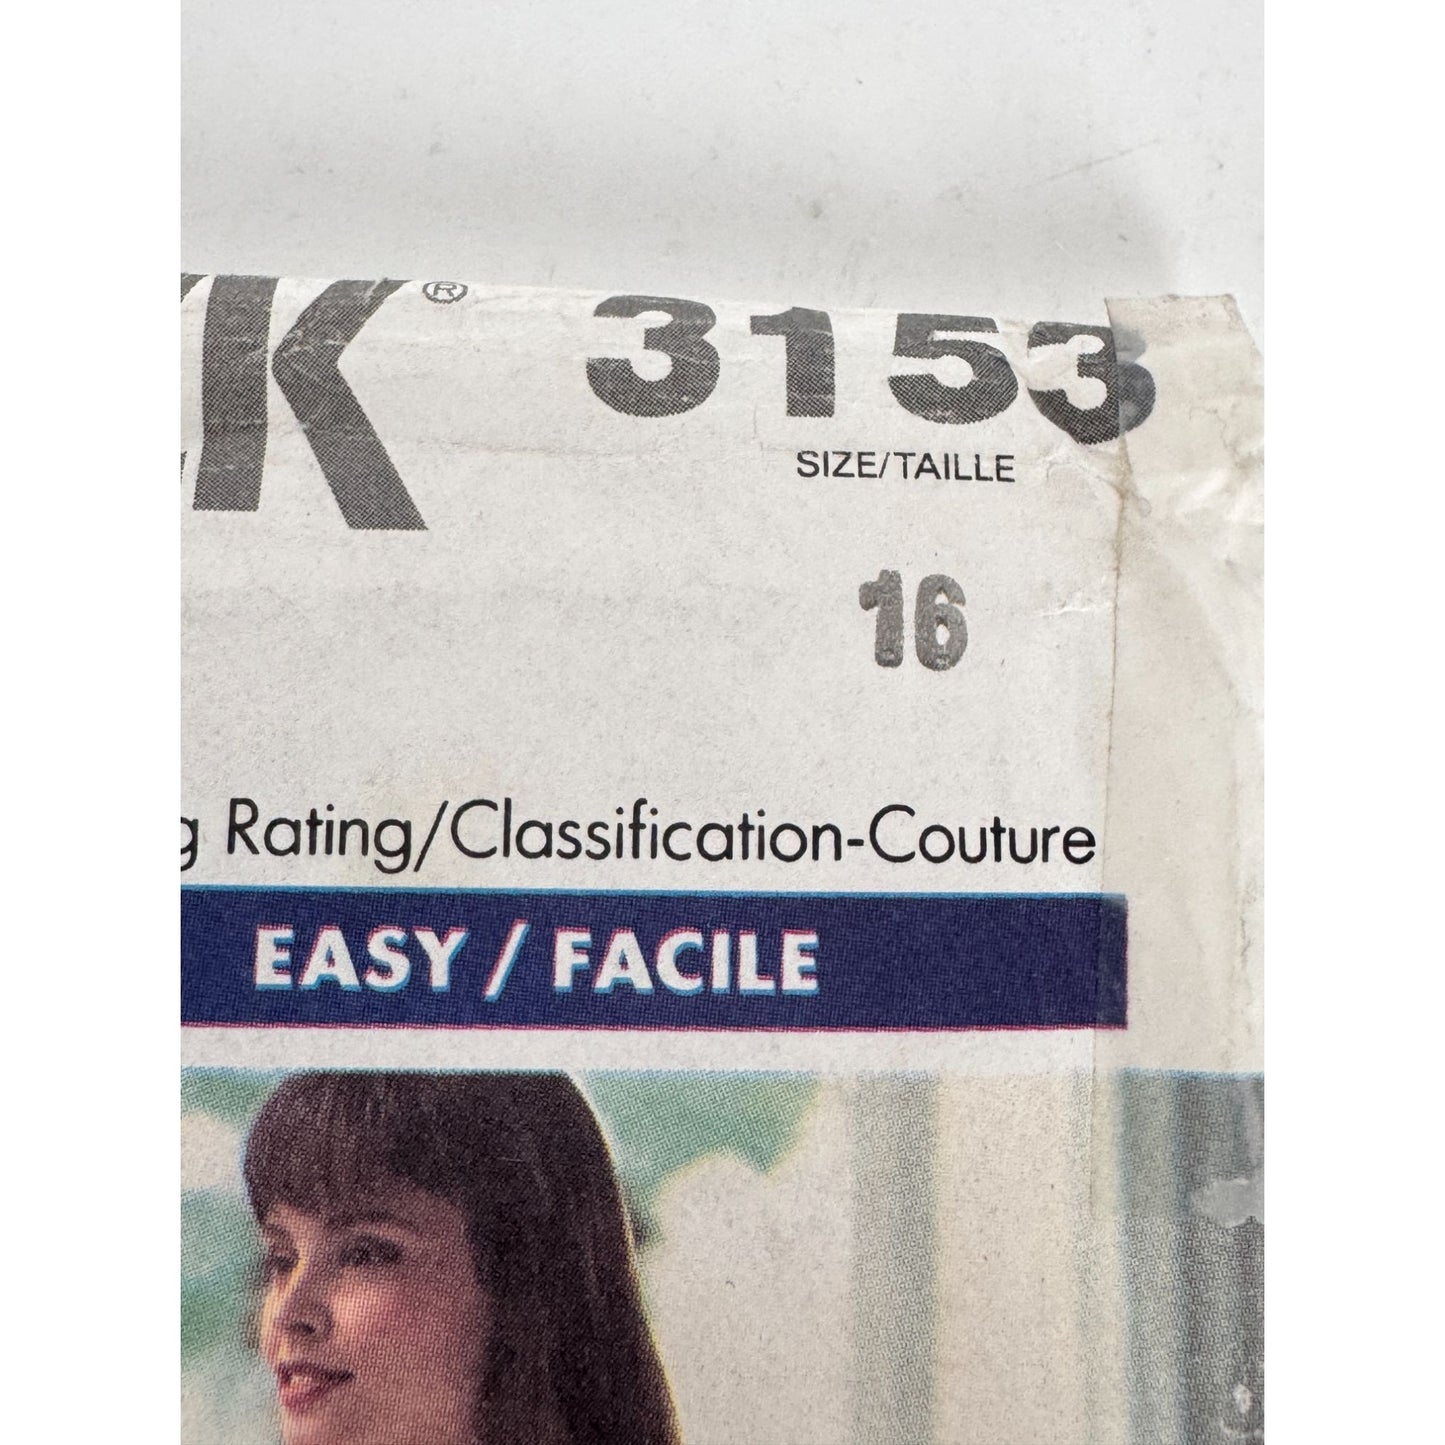 K® 3153
SIZE/TAILLE
16
g Rating/Classification-Couture
EASY / FACILE